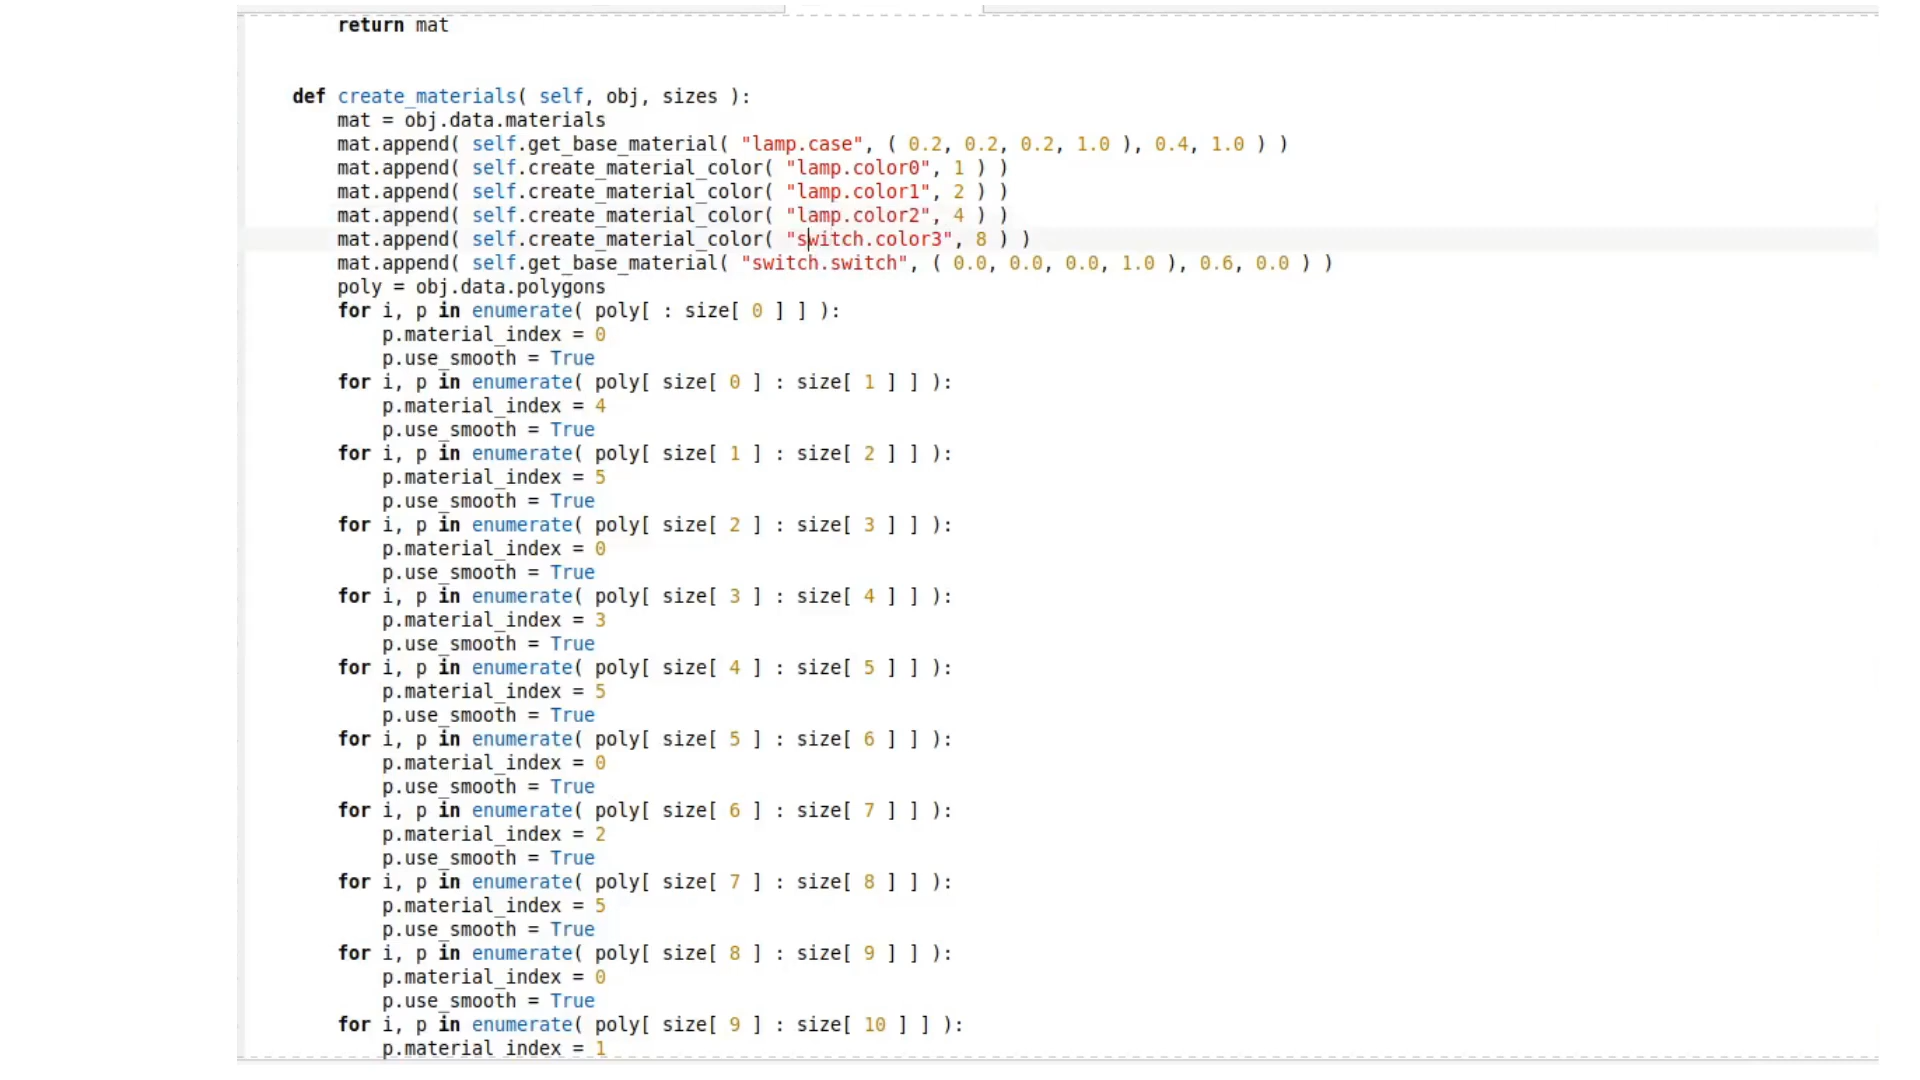 return mat
def create_materials( self, obj, sizes ):
mat = obj.data.materials
mat.append( self.get_base_material( "lamp.case", ( 0.2, 0.2, 0.2, 1.0 ), 0.4, 1.0 ) )
mat.append( self.create_material_color( "lamp.color0", 1 ) )
mat.append( self.create_material_color( "lamp.color1", 2 ) )
mat.append( self.create_material_color( "lamp.color2", 4 ) )
mat.append( self.create_material_color( "switch.color3", 8 ) )
mat.append( self.get_base_material( "switch.switch", ( 0.0, 0.0, 0.0, 1.0 ), 0.6, 0.0 ) )
poly = obj.data.polygons
for i, p in enumerate( poly[ : size[ 0 ] ] ):
p.material_index = 0
p.use_smooth = True
for i, p in enumerate( poly[ size[ 0 ] : size[ 1 ] ] ):
p.material_index = 4
p.use_smooth = True
for i, p in enumerate( poly[ size[ 1 ] : size[ 2 ] ] ):
p.material_index = 5
p.use_smooth = True
for i, p in enumerate( poly[ size[ 2 ] : size[ 3 ] ] ):
p.material_index = 0
p.use_smooth = True
for i, p in enumerate( poly[ size[ 3 ] : size[ 4 ] ] ):
p.material_index = 3
p.use_smooth = True
for i, p in enumerate( poly[ size[ 4 ] : size[ 5 ] ] ):
p.material_index = 5
p.use_smooth = True
for i, p in enumerate( poly[ size[ 5 ] : size[ 6 ] ] ):
p.material_index = 0
p.use_smooth = True
for i, p in enumerate( poly[ size[ 6 ] : size[ 7 ] ] ):
p.material_index = 2
p.use_smooth = True
for i, p in enumerate( poly[ size[ 7 ] : size[ 8 ] ] ):
p.material_index = 5
p.use_smooth = True
for i, p in enumerate( poly[ size[ 8 ] : size[ 9 ] ] ):
p.material_index = 0
p.use_smooth = True
for i, p in enumerate( poly[ size[ 9 ] : size[ 10 ] ] ):
p.material_index = 1